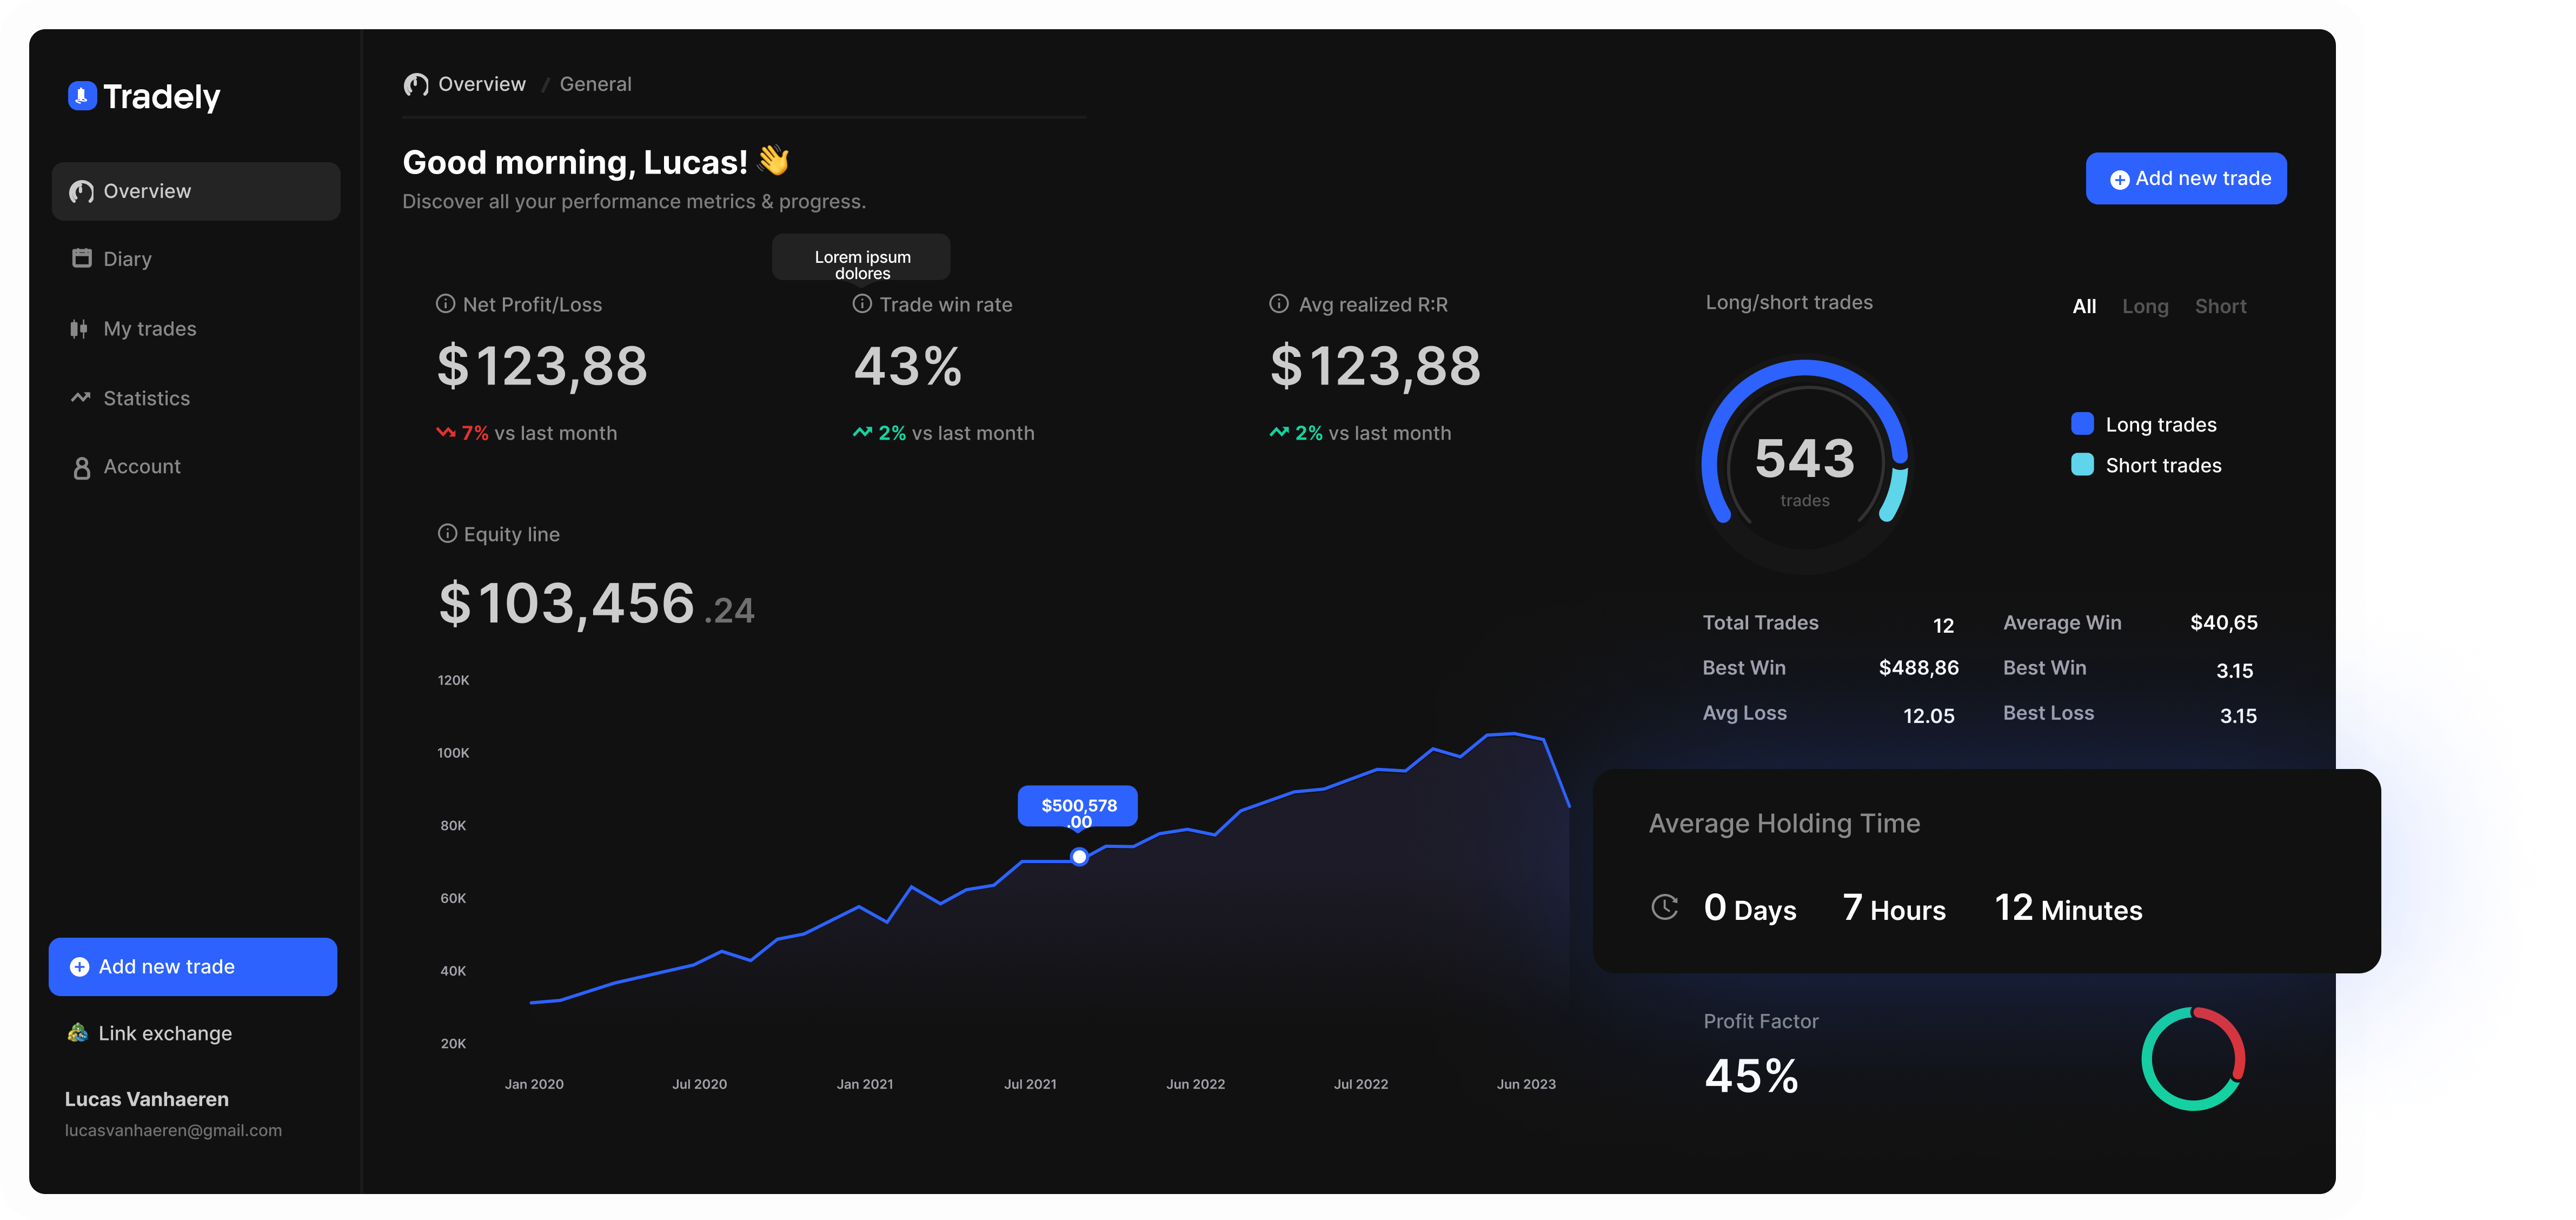 Tradely
Overview
Diary
My trades
Statistics
Account
Add new trade
Link exchange
Lucas Vanhaeren
lucasvanhaeren@gmail.com
Overview / General
Good morning, Lucas! 👋
Discover all your performance metrics & progress.
Add new trade
Lorem ipsum
dolores
Net Profit/Loss
$123,88
7% vs last month
Trade win rate
43%
2% vs last month
Avg realized R:R
$123,88
2% vs last month
Equity line
$103,456.24
120K
100K
80K
60K
40K
20K
$500,578
.00
Jan 2020
Jul 2020
Jan 2021
Jul 2021
Jun 2022
Jul 2022
Jun 2023
Long/short trades
All
Long
Short
543
trades
Long trades
Short trades
Total Trades 12
Average Win $40,65
Best Win $488,86
Best Win 3.15
Avg Loss 12.05
Best Loss 3.15
Average Holding Time
0 Days 7 Hours 12 Minutes
Profit Factor
45%